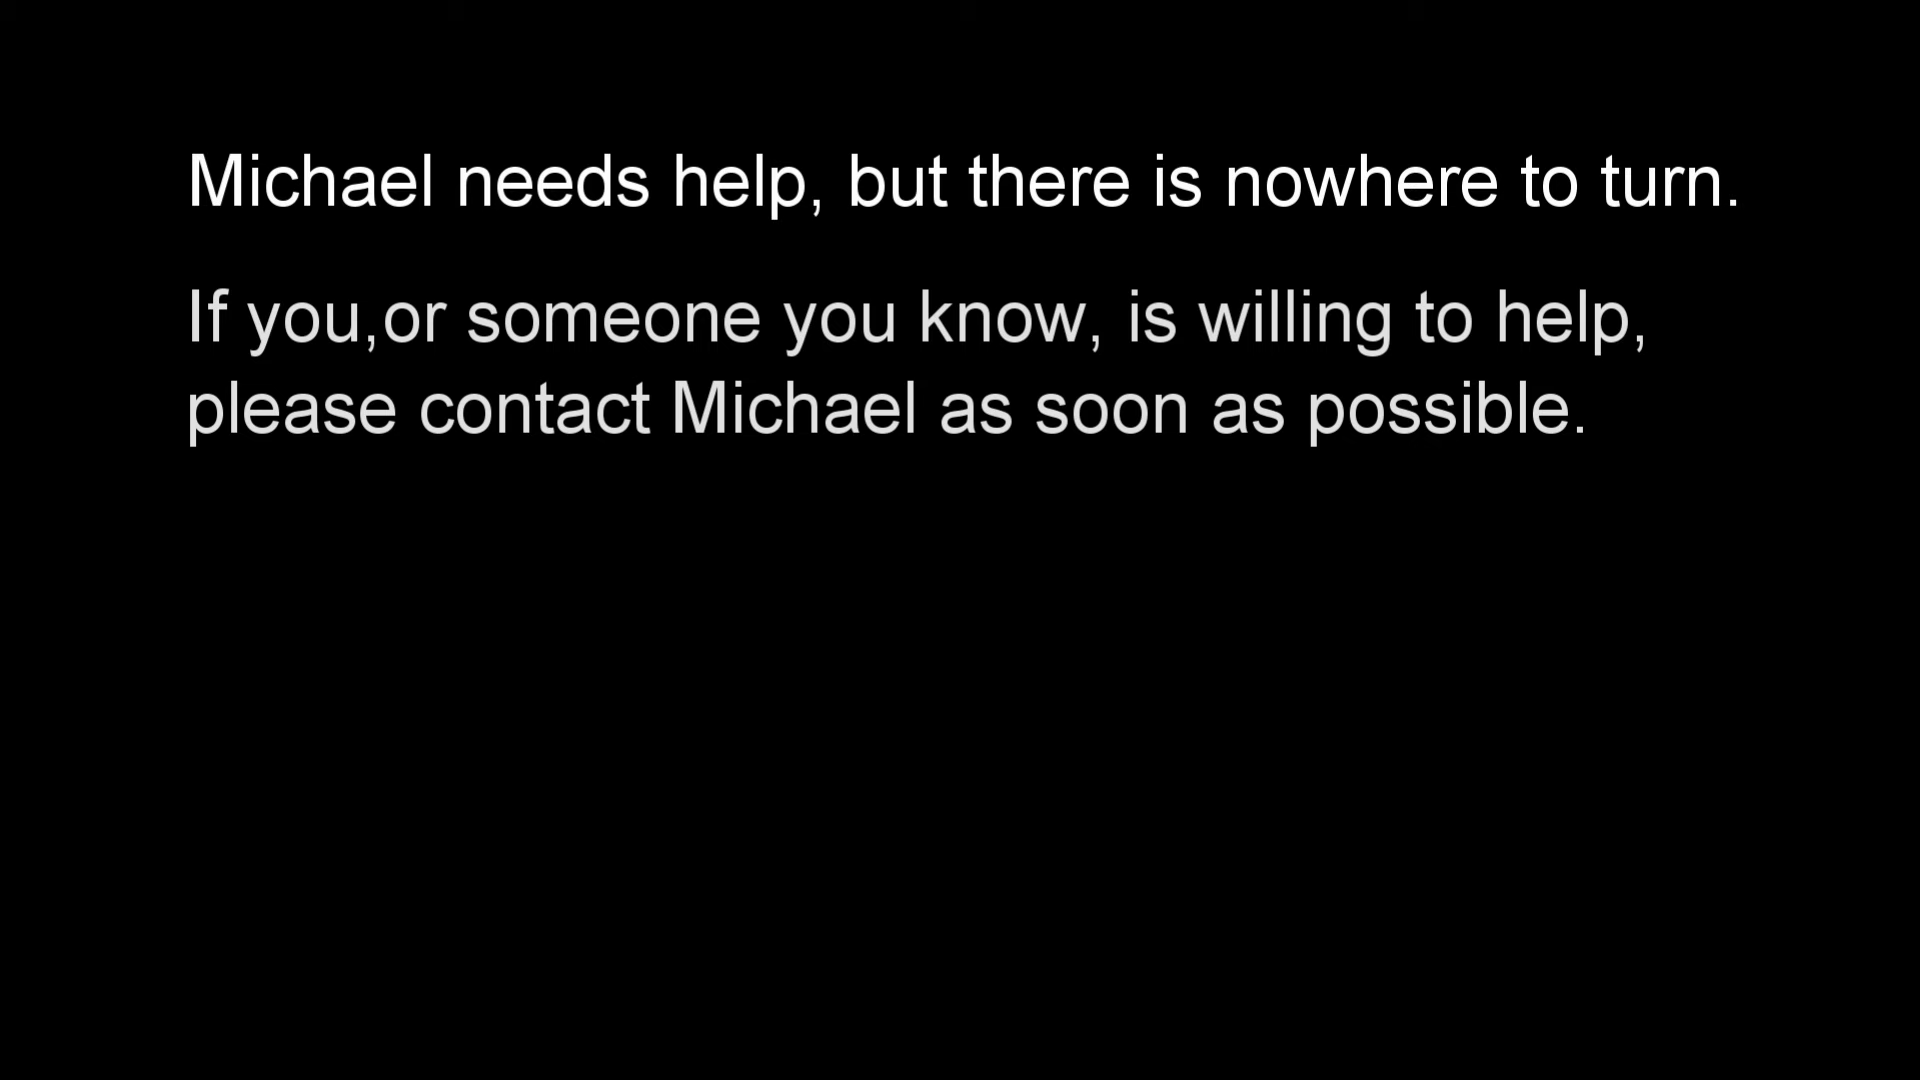 Michael needs help, but there is nowhere to turn.
If you,or someone you know, is willing to help,
please contact Michael as soon as possible.